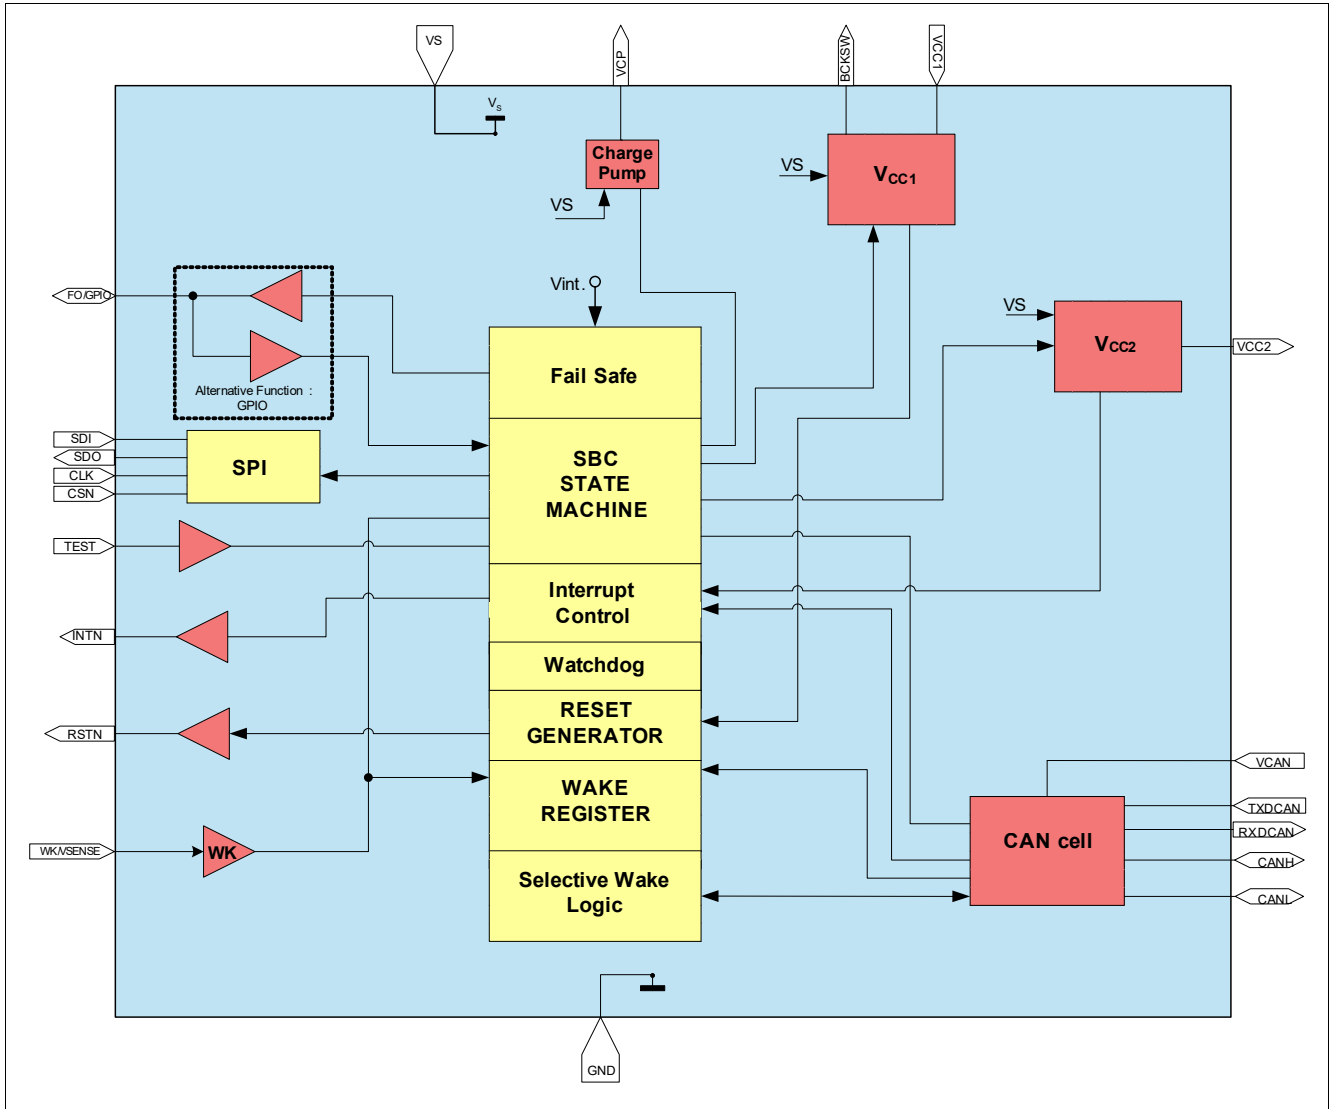 VS
VCP
BCKSW
VCC1
VS
Charge
Pump
VS
VS
VCC1
Vint.
FO/GPIO
Alternative Function :
GPIO
VS
VCC2
VCC2
Fail Safe
SDI
SDO
CLK
CSN
SPI
SBC
STATE
MACHINE
TEST
Interrupt
Control
INTN
Watchdog
RSTN
RESET
GENERATOR
WAKE
REGISTER
VCAN
TXDCAN
RXDCAN
CANH
CANL
CAN cell
WK/VSENSE
WK
Selective Wake
Logic
GND